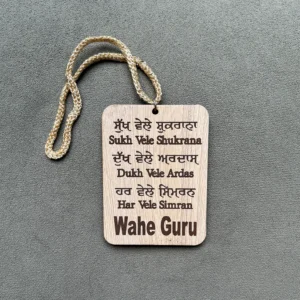 ਸੁੱਖ ਵੇਲੇ ਸ਼ੁਕਰਾਨਾ
Sukh Vele Shukrana
ਦੁੱਖ ਵੇਲੇ ਅਰਦਾਸ
Dukh Vele Ardas
ਹਰ ਵੇਲੇ ਸਿਮਰਨ
Har Vele Simran
Wahe Guru